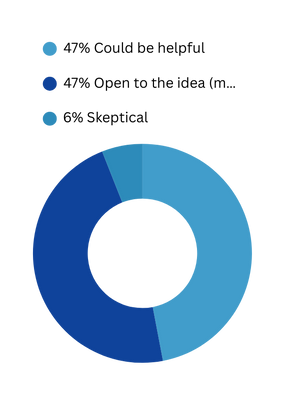 47% Could be helpful
47% Open to the idea (m...
6% Skeptical